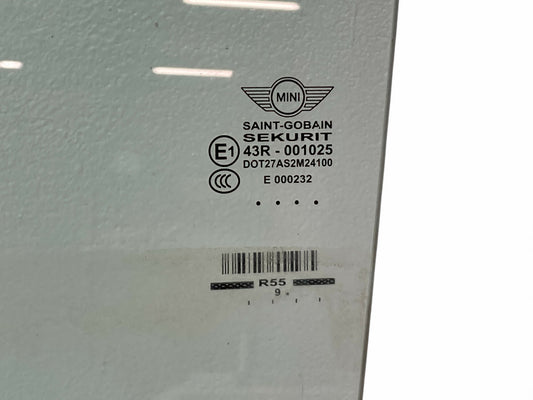 MINI
SAINT-GOBAIN
SEKURIT
E1 43R - 001025
DOT27AS2M24100
CCC E 000232
. . . .
R55
9